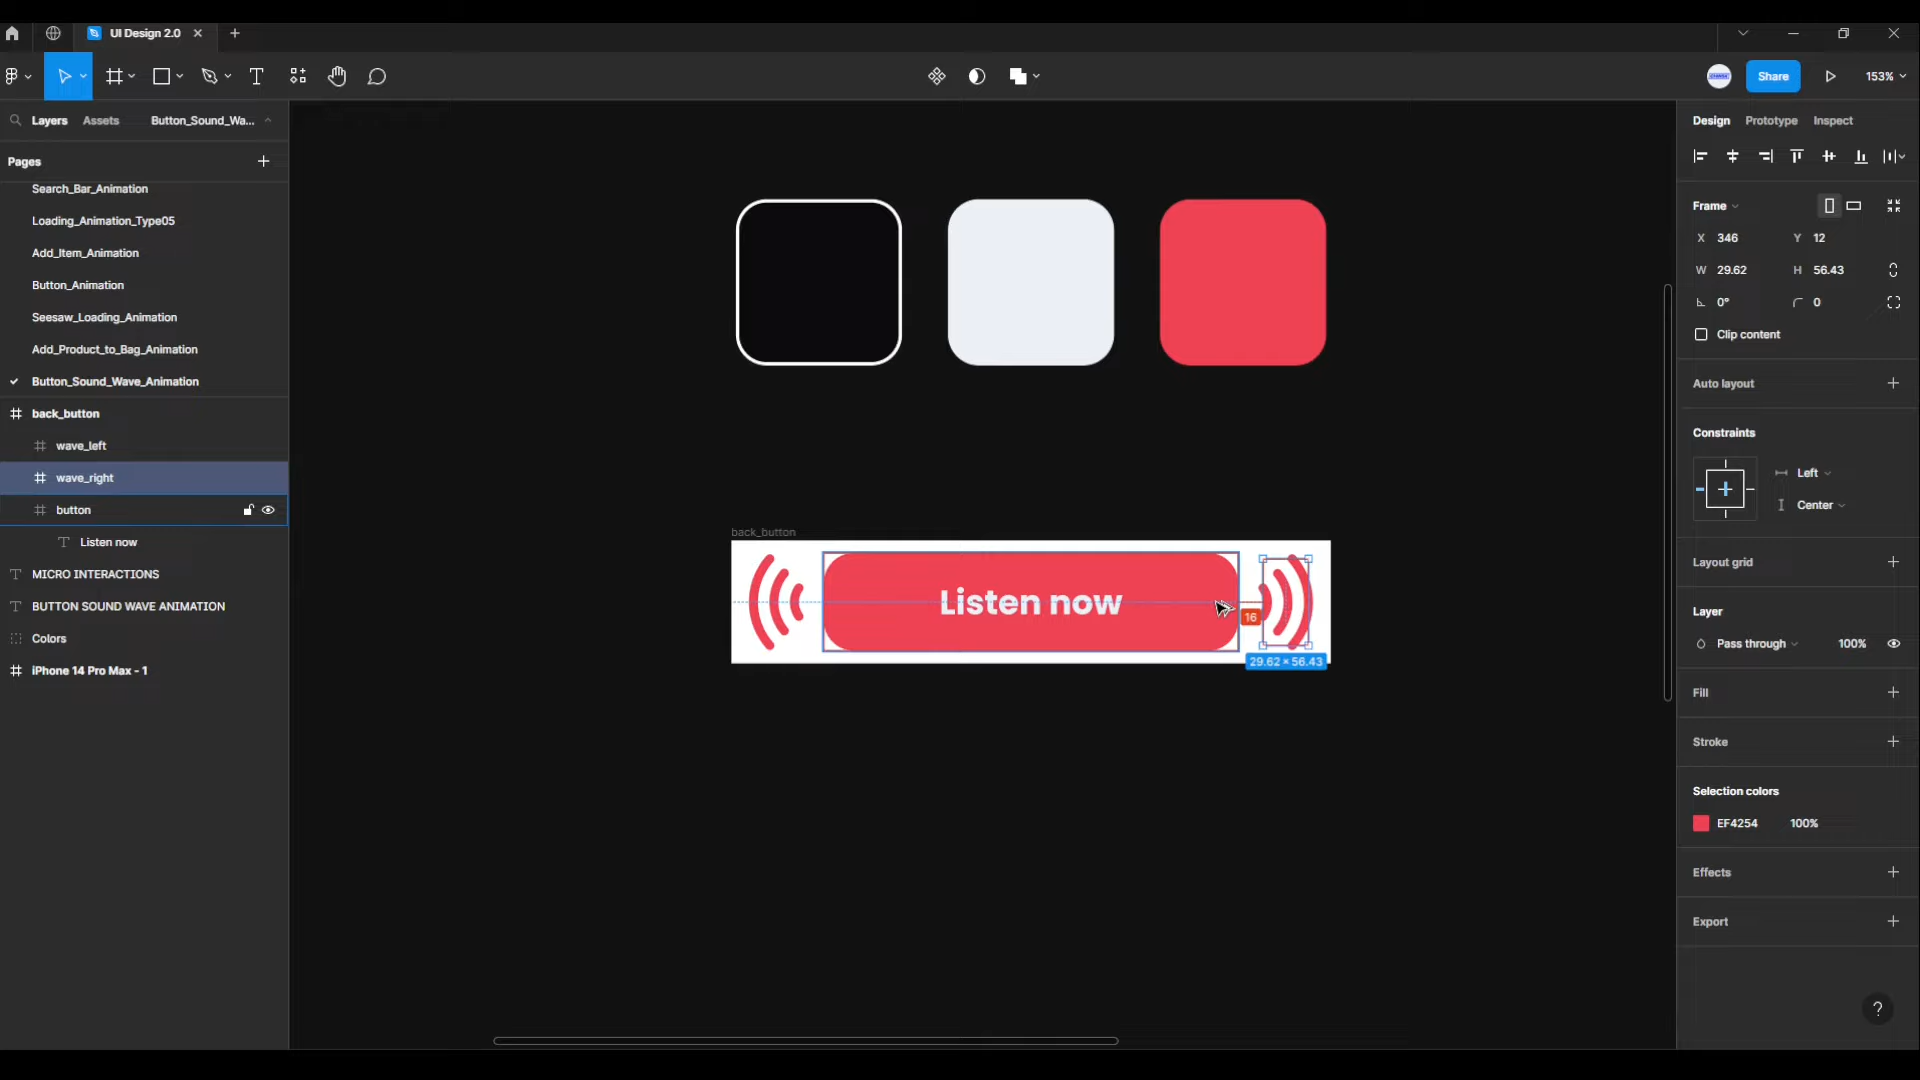 UI Design 2.0
Share
153%
Layers
Assets
Button_Sound_Wa...
Design
Prototype
Inspect
Pages
Search_Bar_Animation
Loading_Animation_Type05
Add_Item_Animation
Button_Animation
Seesaw_Loading_Animation
Add_Product_to_Bag_Animation
Button_Sound_Wave_Animation
back_button
wave_left
wave_right
button
Listen now
MICRO INTERACTIONS
BUTTON SOUND WAVE ANIMATION
Colors
iPhone 14 Pro Max - 1
back_button
Listen now
16
29.62 × 56.43
Frame
X 346 Y 12
W 29.62 H 56.43
0° 0
Clip content
Auto layout
Constraints
Left
Center
Layout grid
Layer
Pass through 100%
Fill
Stroke
Selection colors
EF4254 100%
Effects
Export
?